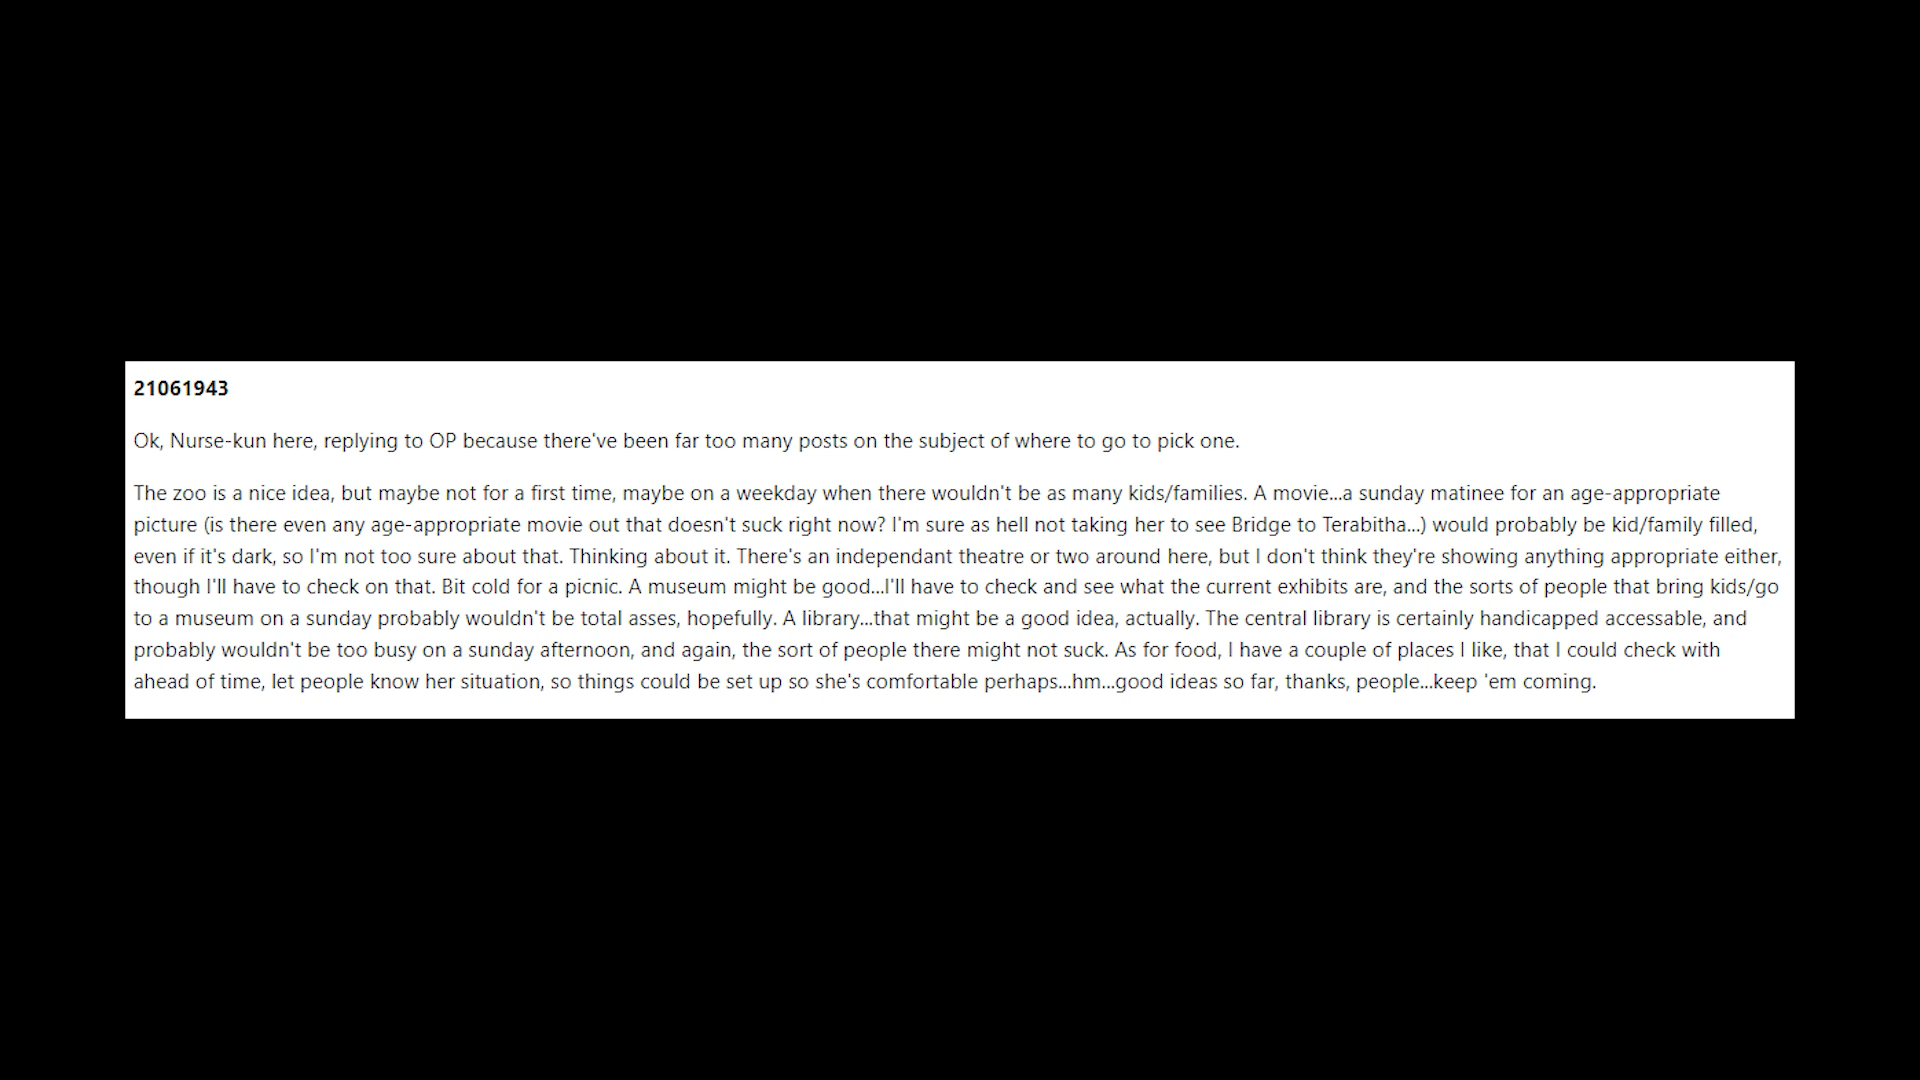 21061943
Ok, Nurse-kun here, replying to OP because there've been far too many posts on the subject of where to go to pick one.
The zoo is a nice idea, but maybe not for a first time, maybe on a weekday when there wouldn't be as many kids/families. A movie...a sunday matinee for an age-appropriate
picture (is there even any age-appropriate movie out that doesn't suck right now? I'm sure as hell not taking her to see Bridge to Terabitha...) would probably be kid/family filled,
even if it's dark, so I'm not too sure about that. Thinking about it. There's an independant theatre or two around here, but I don't think they're showing anything appropriate either,
though I'll have to check on that. Bit cold for a picnic. A museum might be good...I'll have to check and see what the current exhibits are, and the sorts of people that bring kids/go
to a museum on a sunday probably wouldn't be total asses, hopefully. A library...that might be a good idea, actually. The central library is certainly handicapped accessable, and
probably wouldn't be too busy on a sunday afternoon, and again, the sort of people there might not suck. As for food, I have a couple of places I like, that I could check with
ahead of time, let people know her situation, so things could be set up so she's comfortable perhaps...hm...good ideas so far, thanks, people...keep 'em coming.